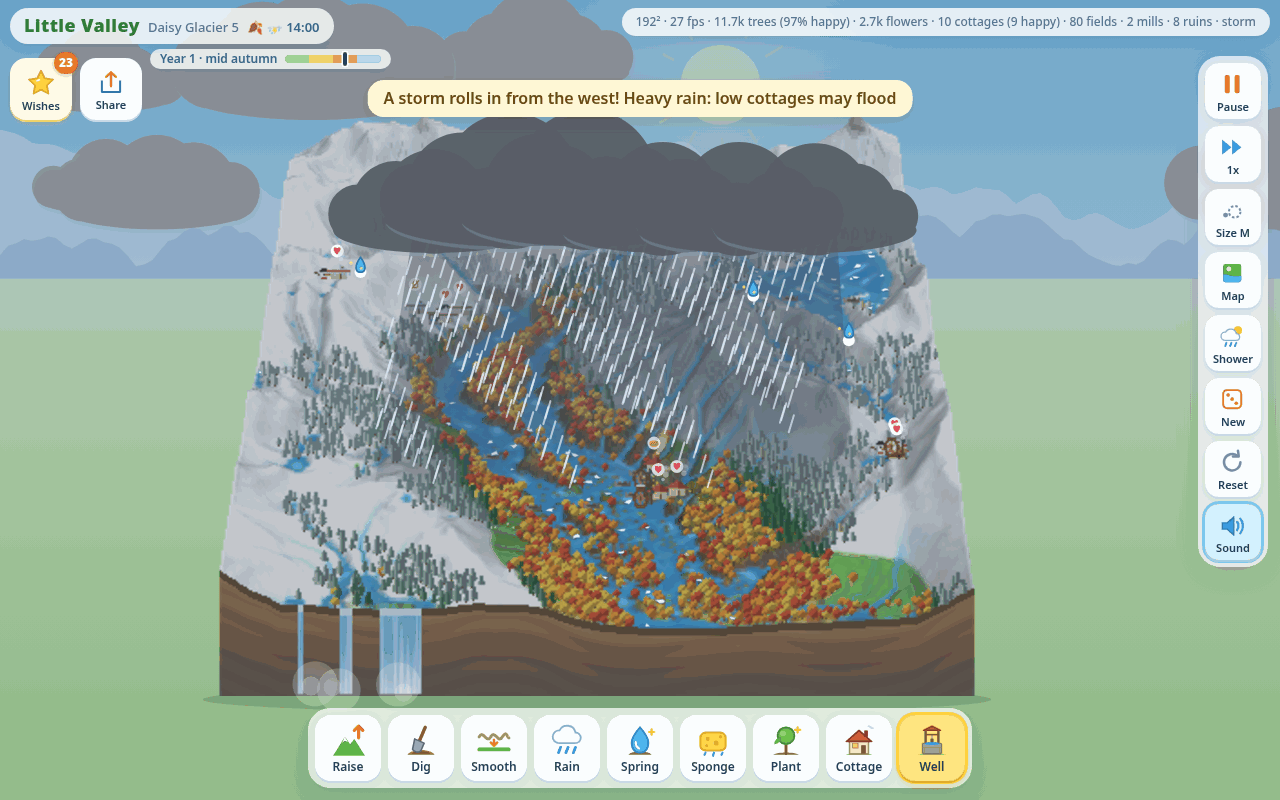 Little Valley Daisy Glacier 5 14:00
192² · 27 fps · 11.7k trees (97% happy) · 2.7k flowers · 10 cottages (9 happy) · 80 fields · 2 mills · 8 ruins · storm
Year 1 · mid autumn
23
Wishes
Share
A storm rolls in from the west! Heavy rain: low cottages may flood
Pause
1x
Size M
Map
Shower
New
Reset
Sound
Raise
Dig
Smooth
Rain
Spring
Sponge
Plant
Cottage
Well